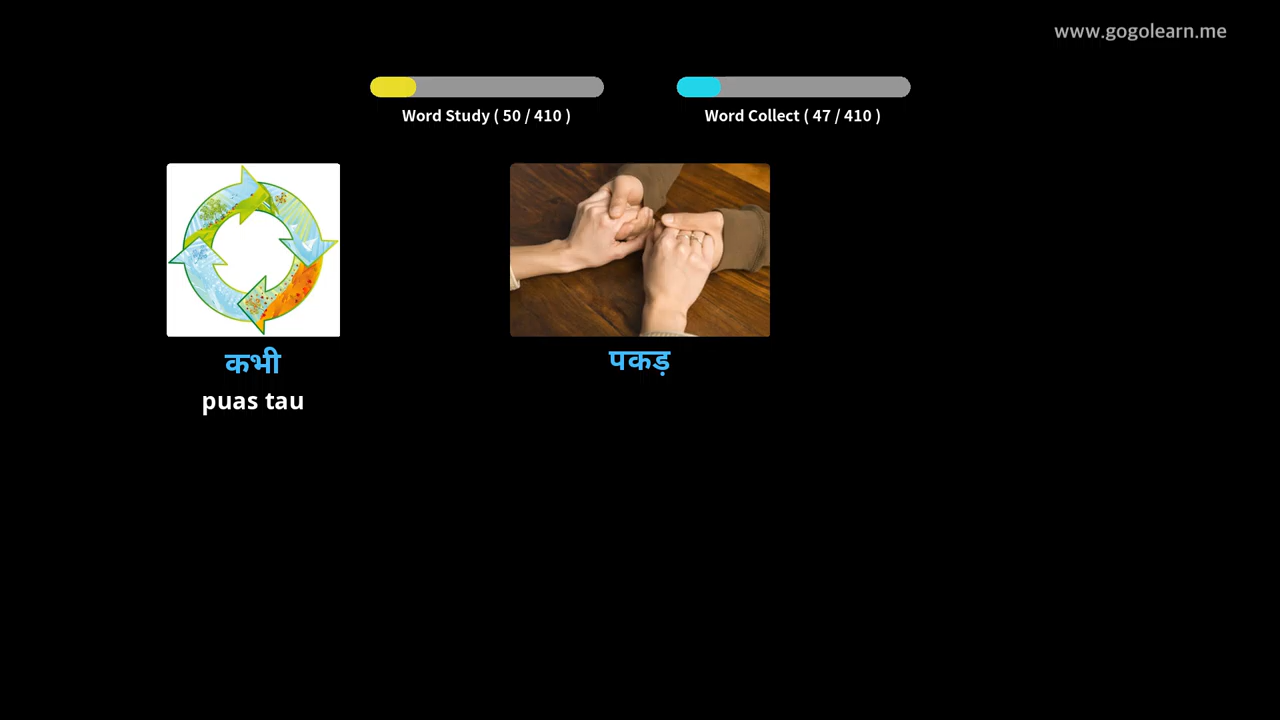 www.gogolearn.me
Word Study ( 50 / 410 )
Word Collect ( 47 / 410 )
कभी
puas tau
पकड़